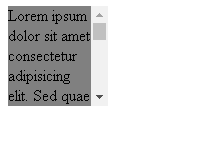 Lorem ipsum
dolor sit amet
consectetur
adipisicing
elit. Sed quae